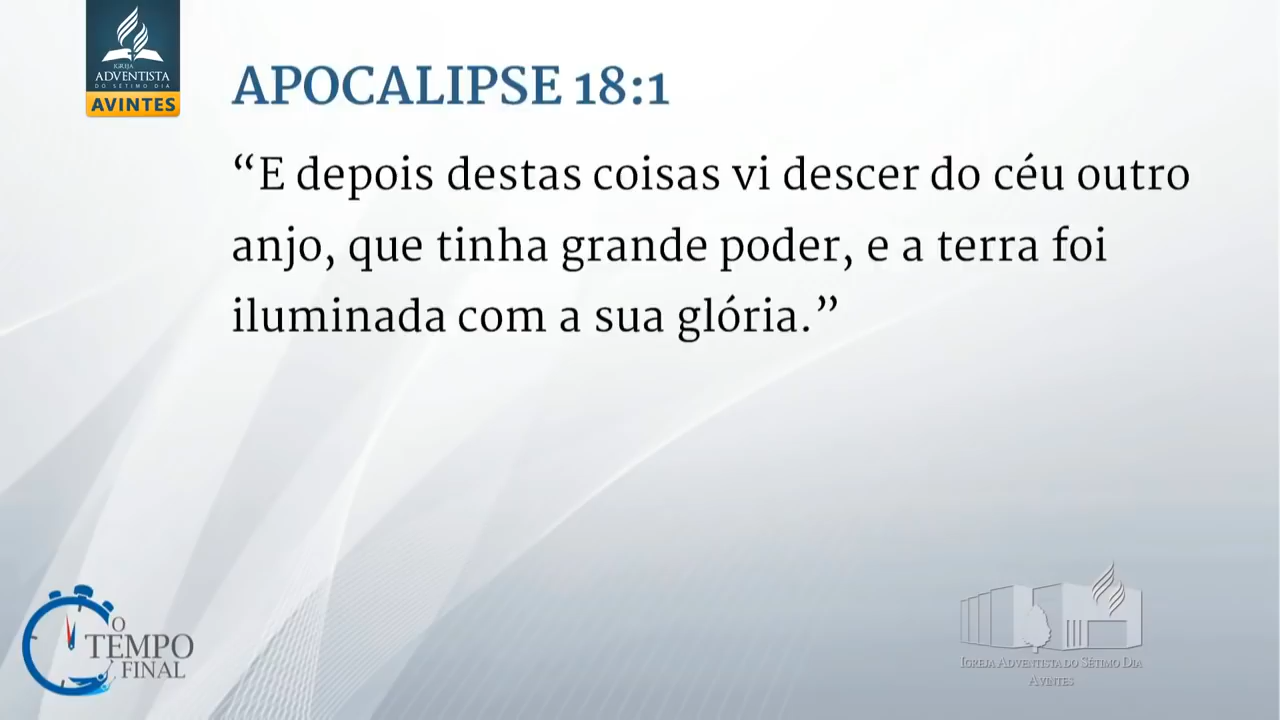 IGREJA
ADVENTISTA
DO SÉTIMO DIA
AVINTES
APOCALIPSE 18:1
“E depois destas coisas vi descer do céu outro
anjo, que tinha grande poder, e a terra foi
iluminada com a sua glória.”
O
TEMPO
FINAL
IGREJA ADVENTISTA DO SÉTIMO DIA
AVINTES